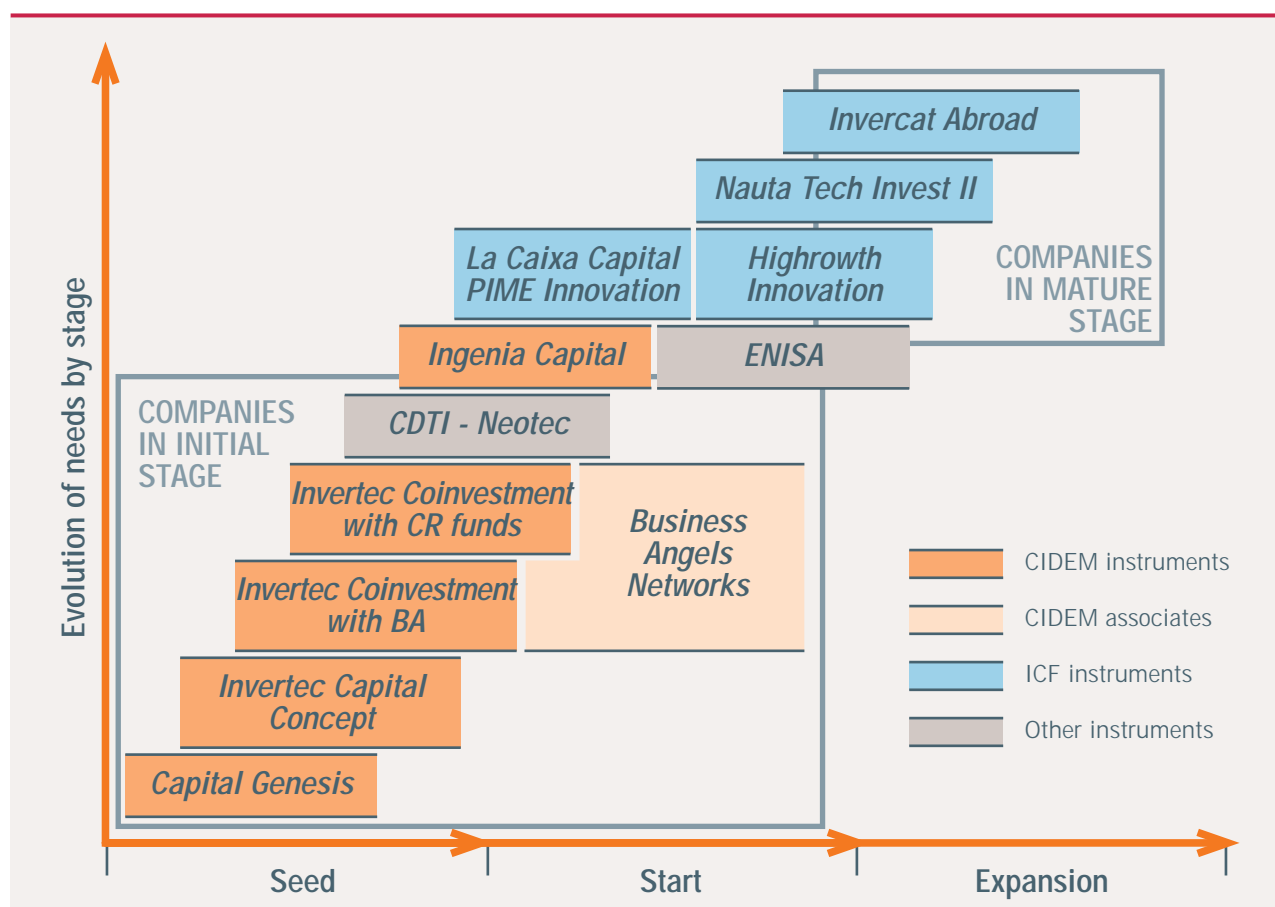 Evolution of needs by stage
Invercat Abroad
Nauta Tech Invest II
La Caixa Capital
PIME Innovation
Highrowth
Innovation
COMPANIES
IN MATURE
STAGE
Ingenia Capital
ENISA
COMPANIES
IN INITIAL
STAGE
CDTI - Neotec
Invertec Coinvestment
with CR funds
Business
Angels
Networks
Invertec Coinvestment
with BA
Invertec Capital
Concept
Capital Genesis
CIDEM instruments
CIDEM associates
ICF instruments
Other instruments
Seed
Start
Expansion